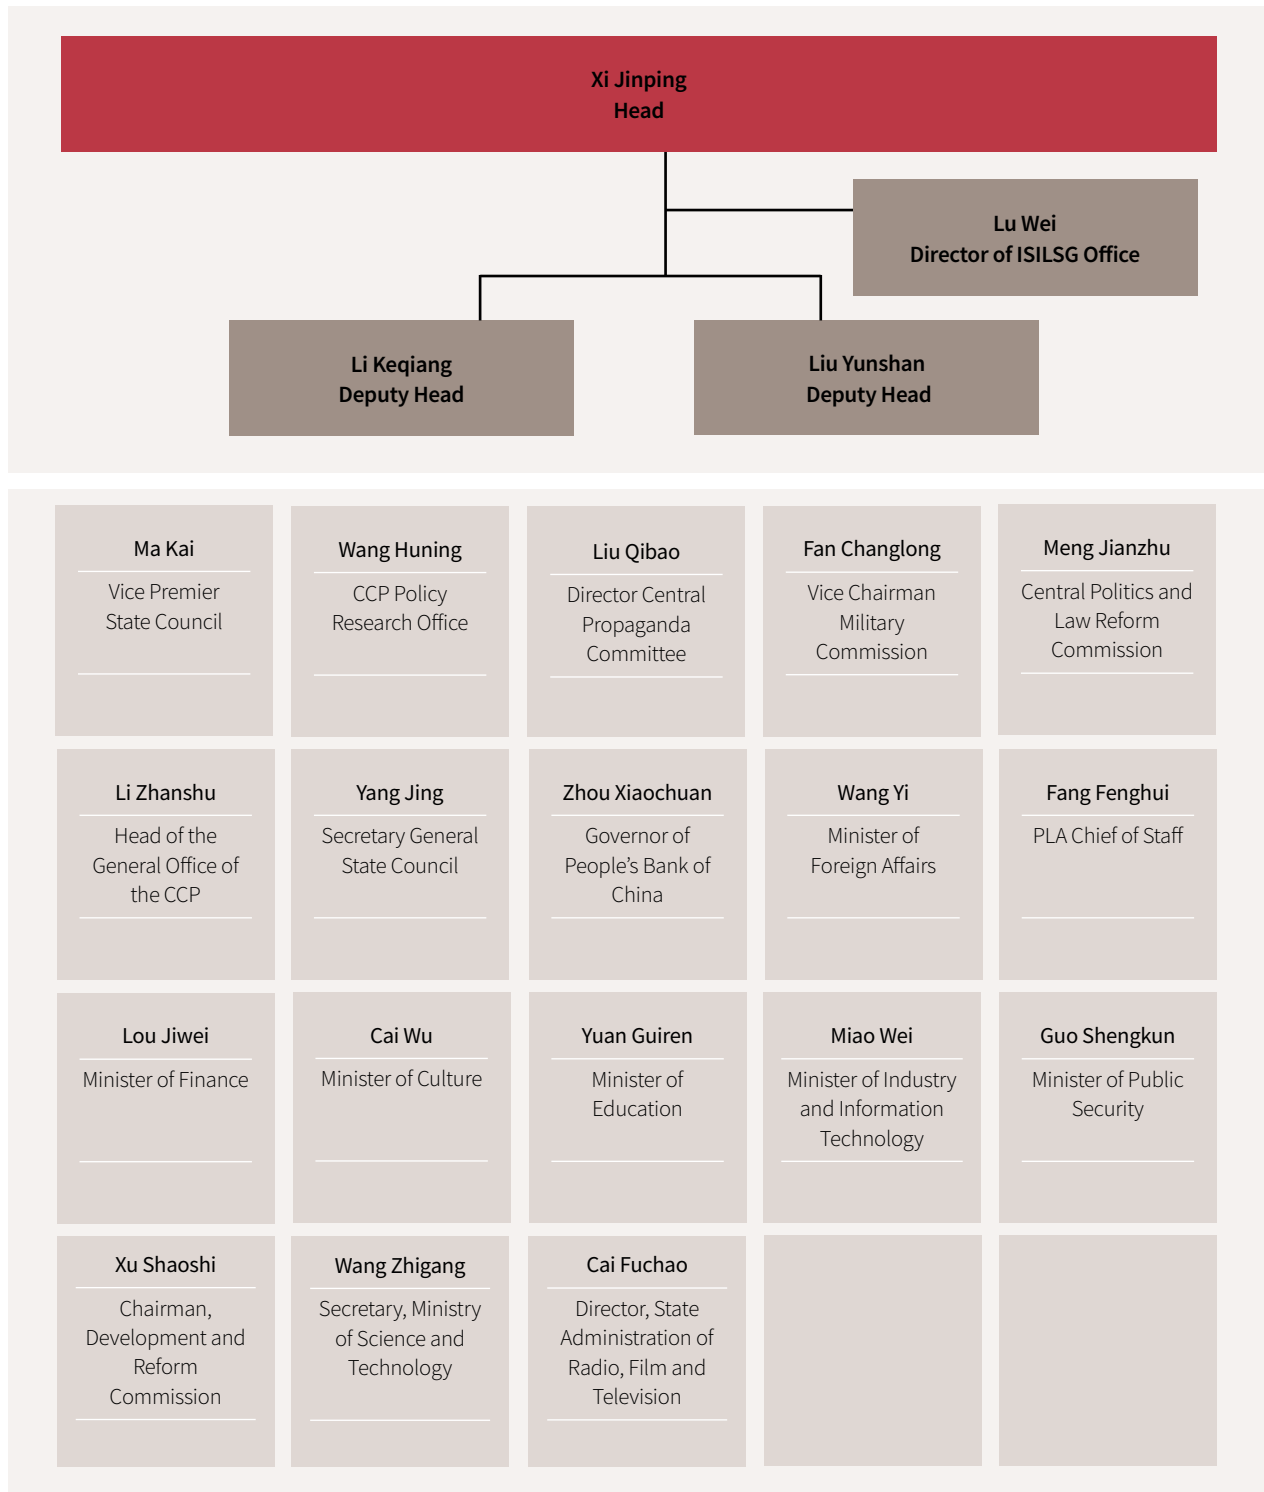 Xi Jinping
Head
Lu Wei
Director of ISILSG Office
Li Keqiang
Deputy Head
Liu Yunshan
Deputy Head
Ma Kai
Vice Premier
State Council
Wang Huning
CCP Policy
Research Office
Liu Qibao
Director Central
Propaganda
Committee
Fan Changlong
Vice Chairman
Military
Commission
Meng Jianzhu
Central Politics and
Law Reform
Commission
Li Zhanshu
Head of the
General Office of
the CCP
Yang Jing
Secretary General
State Council
Zhou Xiaochuan
Governor of
People’s Bank of
China
Wang Yi
Minister of
Foreign Affairs
Fang Fenghui
PLA Chief of Staff
Lou Jiwei
Minister of Finance
Cai Wu
Minister of Culture
Yuan Guiren
Minister of
Education
Miao Wei
Minister of Industry
and Information
Technology
Guo Shengkun
Minister of Public
Security
Xu Shaoshi
Chairman,
Development and
Reform
Commission
Wang Zhigang
Secretary, Ministry
of Science and
Technology
Cai Fuchao
Director, State
Administration of
Radio, Film and
Television